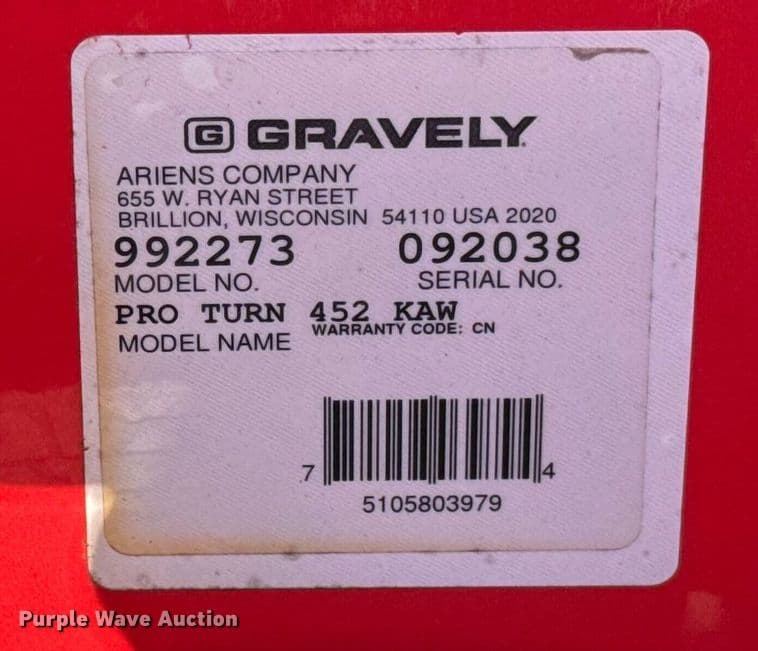 G GRAVELY
ARIENS COMPANY
655 W. RYAN STREET
BRILLION, WISCONSIN 54110 USA 2020
992273 092038
MODEL NO. SERIAL NO.
PRO TURN 452 KAW
WARRANTY CODE: CN
MODEL NAME
7 4
5105803979
Purple Wave Auction